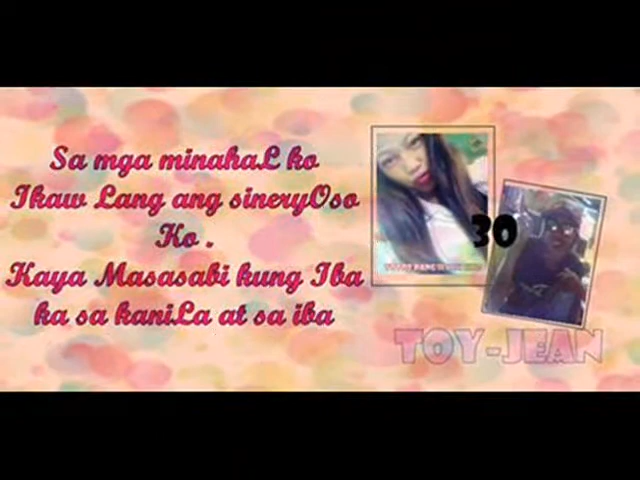 Sa mga minahaL ko
Ikaw Lang ang sineryOso
Ko .
Kaya Masasabi kung Iba
ka sa kaniLa at sa iba
30
TOY-JEAN